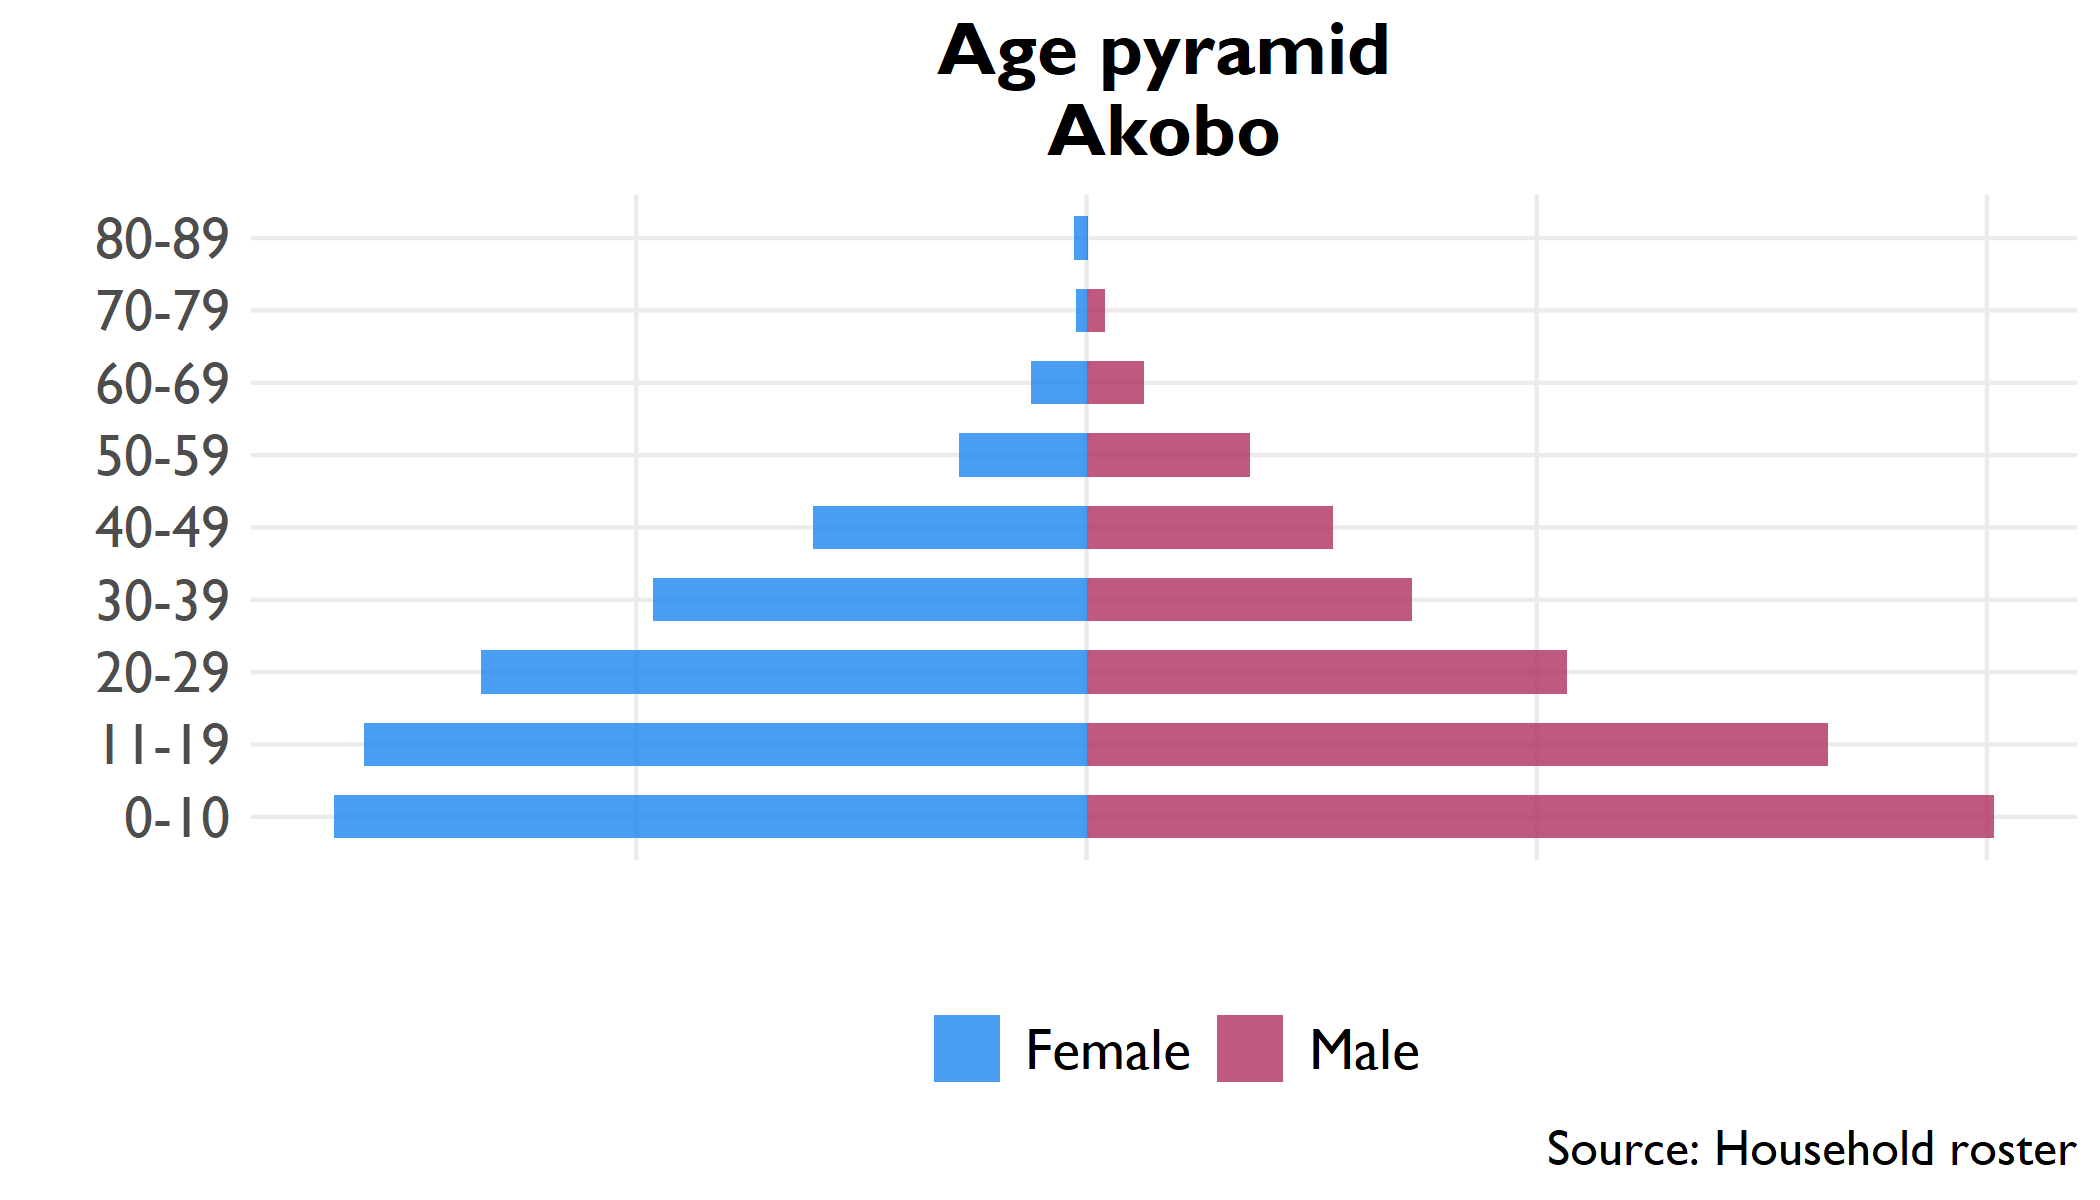 Age pyramid
Akobo
80-89
70-79
60-69
50-59
40-49
30-39
20-29
11-19
0-10
Female Male
Source: Household roster